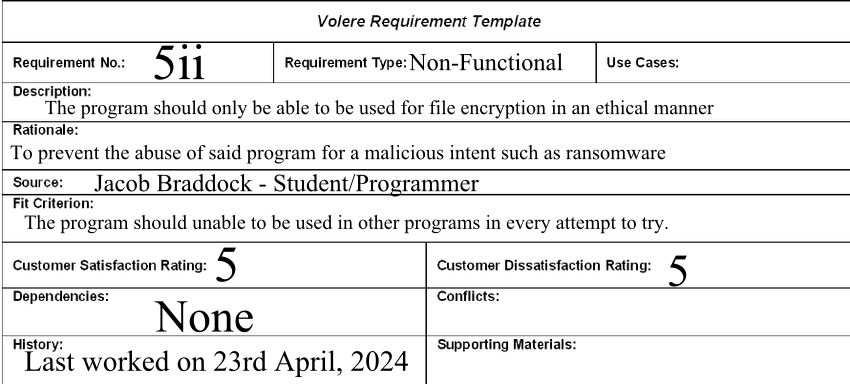 Volere Requirement Template
Requirement No.: 5ii Requirement Type: Non-Functional Use Cases:
Description:
The program should only be able to be used for file encryption in an ethical manner
Rationale:
To prevent the abuse of said program for a malicious intent such as ransomware
Source: Jacob Braddock - Student/Programmer
Fit Criterion:
The program should unable to be used in other programs in every attempt to try.
Customer Satisfaction Rating: 5 Customer Dissatisfaction Rating: 5
Dependencies: None Conflicts:
History: Supporting Materials:
Last worked on 23rd April, 2024